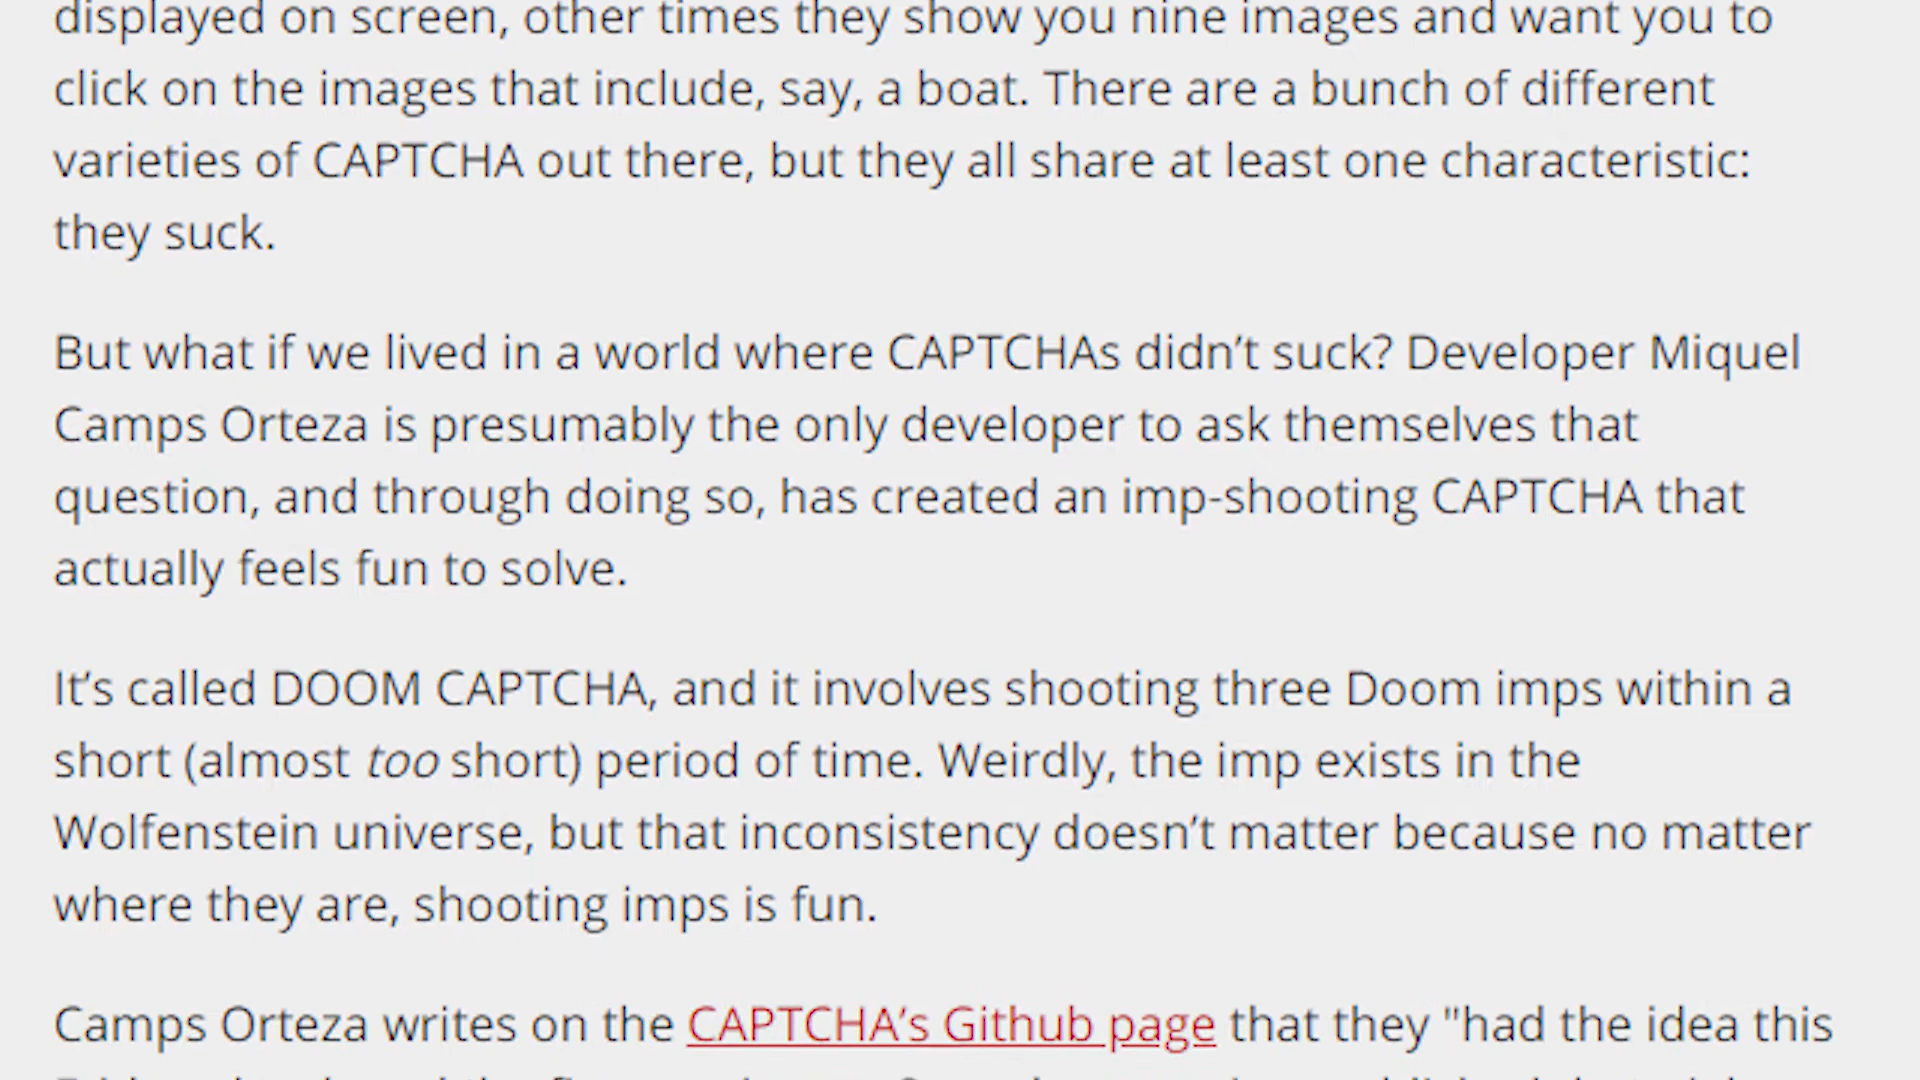 displayed on screen, other times they show you nine images and want you to
click on the images that include, say, a boat. There are a bunch of different
varieties of CAPTCHA out there, but they all share at least one characteristic:
they suck.
But what if we lived in a world where CAPTCHAs didn’t suck? Developer Miquel
Camps Orteza is presumably the only developer to ask themselves that
question, and through doing so, has created an imp-shooting CAPTCHA that
actually feels fun to solve.
It’s called DOOM CAPTCHA, and it involves shooting three Doom imps within a
short (almost too short) period of time. Weirdly, the imp exists in the
Wolfenstein universe, but that inconsistency doesn’t matter because no matter
where they are, shooting imps is fun.
Camps Orteza writes on the CAPTCHA’s Github page that they "had the idea this